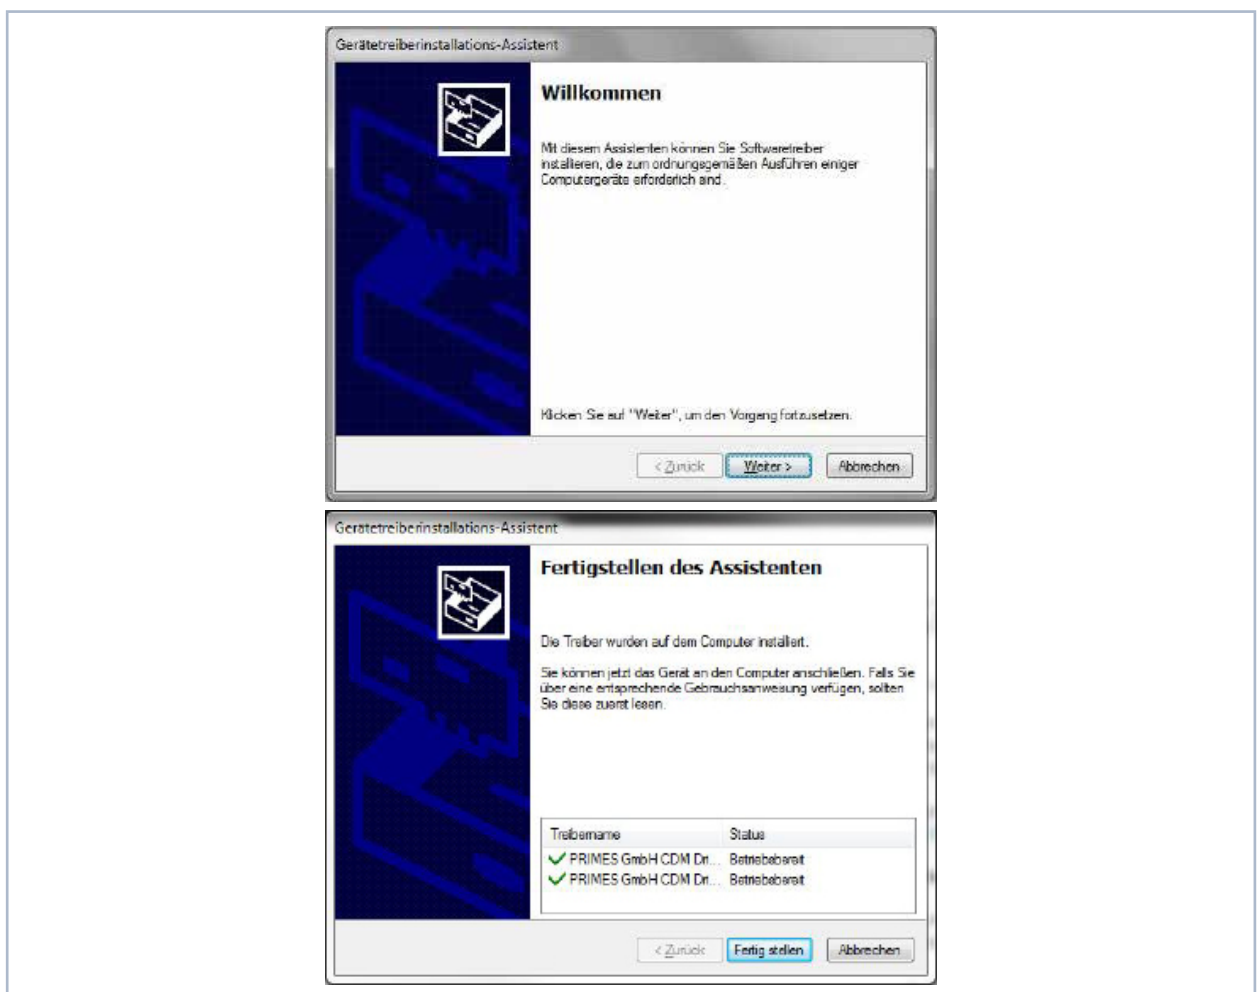 Gerätetreiberinstallations-Assistent
Willkommen
Mit diesem Assistenten können Sie Softwaretreiber
installieren, die zum ordnungsgemäßen Ausführen einiger
Computergeräte erforderlich sind.
Klicken Sie auf "Weiter", um den Vorgang fortzusetzen.
< Zurück
Weiter >
Abbrechen
Gerätetreiberinstallations-Assistent
Fertigstellen des Assistenten
Die Treiber wurden auf dem Computer installiert.
Sie können jetzt das Gerät an den Computer anschließen. Falls Sie
über eine entsprechende Gebrauchsanweisung verfügen, sollten
Sie diese zuerst lesen.
Treibername Status
PRIMES GmbH CDM Dri... Betriebsbereit
PRIMES GmbH CDM Dri... Betriebsbereit
< Zurück
Fertig stellen
Abbrechen